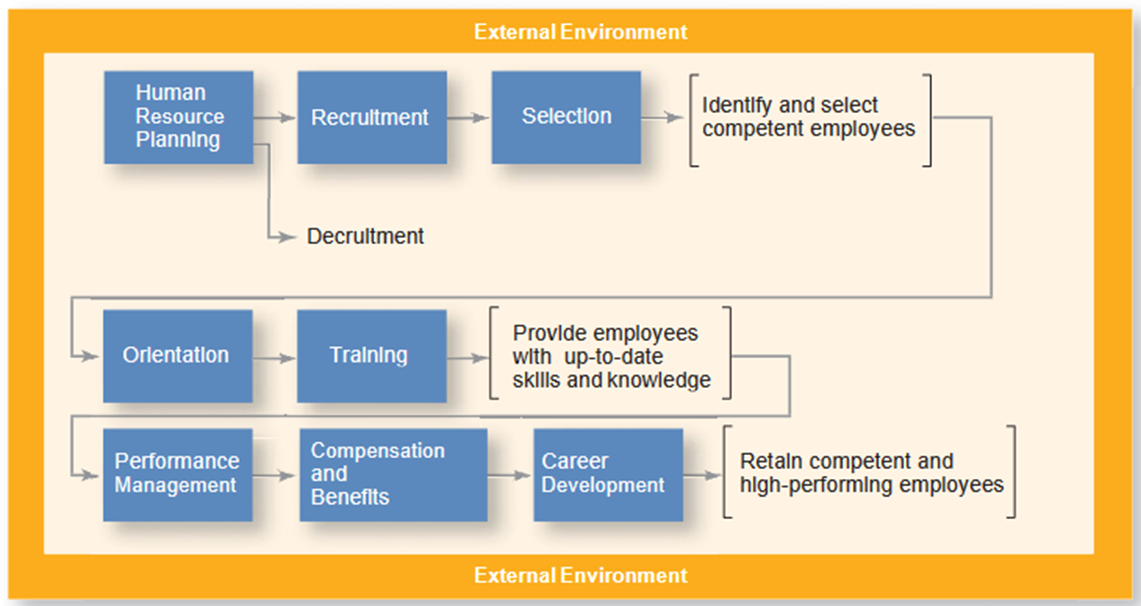 External Environment
Human
Resource
Planning
Recruitment
Selection
Identify and select
competent employees
Decruitment
Orientation
Training
Provide employees
with up-to-date
skills and knowledge
Performance
Management
Compensation
and
Benefits
Career
Development
Retain competent and
high-performing employees
External Environment